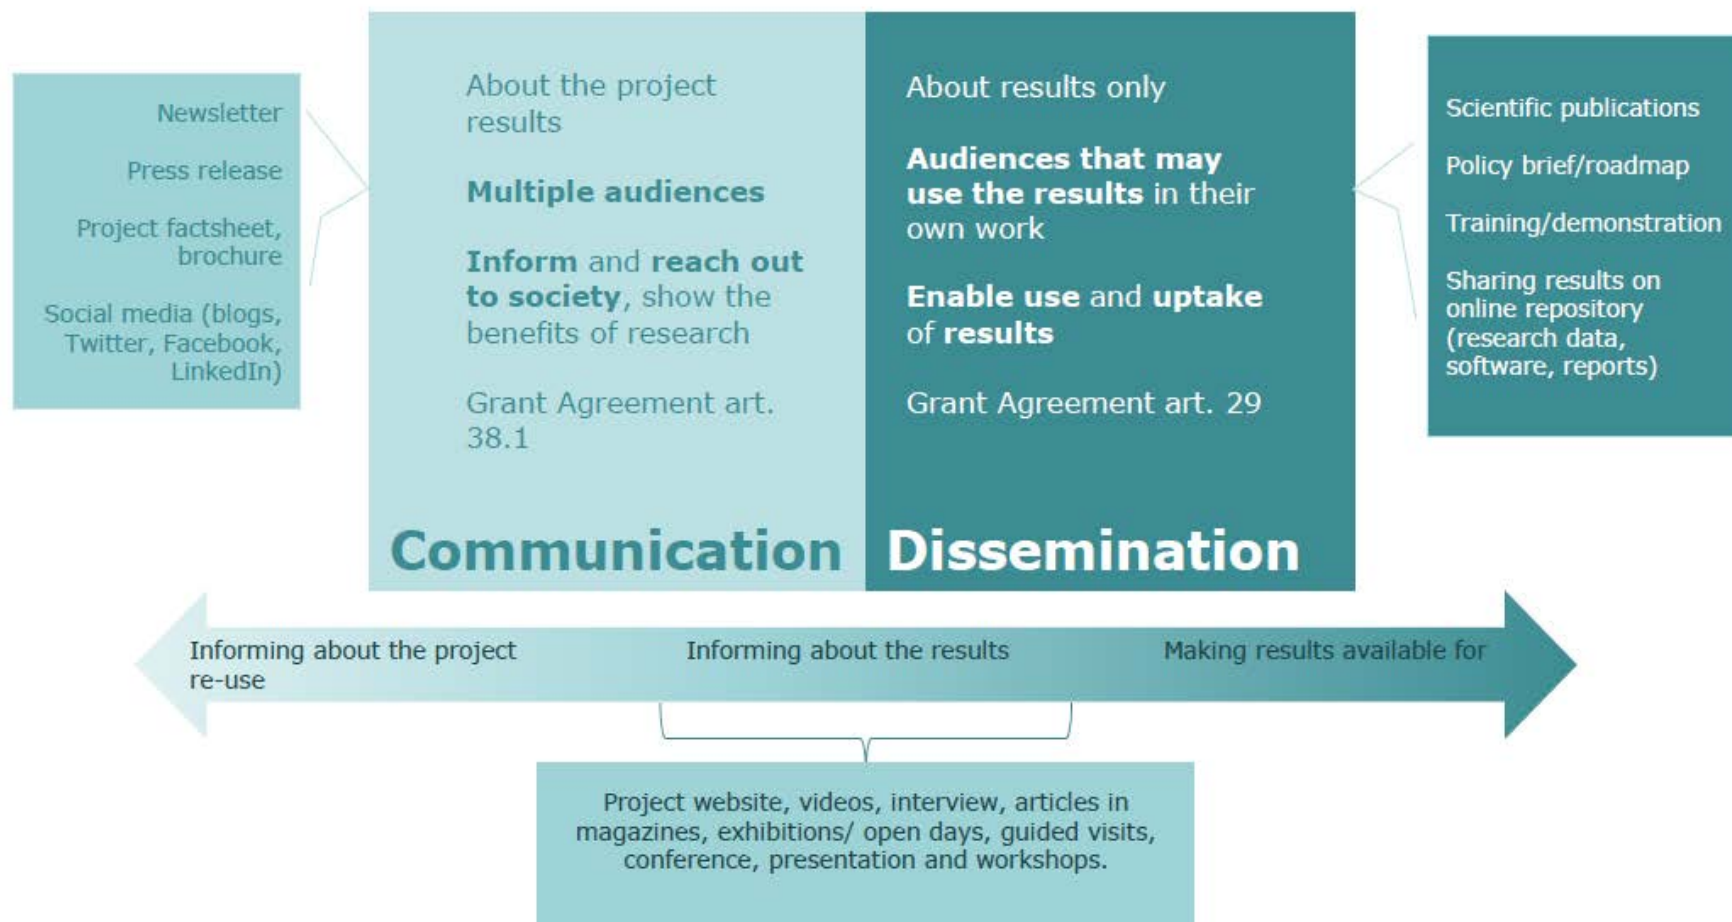 Newsletter
Press release
Project factsheet,
brochure
Social media (blogs,
Twitter, Facebook,
LinkedIn)
About the project
results
Multiple audiences
Inform and reach out
to society, show the
benefits of research
Grant Agreement art.
38.1
Communication
About results only
Audiences that may
use the results in their
own work
Enable use and uptake
of results
Grant Agreement art. 29
Dissemination
Scientific publications
Policy brief/roadmap
Training/demonstration
Sharing results on
online repository
(research data,
software, reports)
Informing about the project Informing about the results Making results available for
re-use
Project website, videos, interview, articles in
magazines, exhibitions/ open days, guided visits,
conference, presentation and workshops.